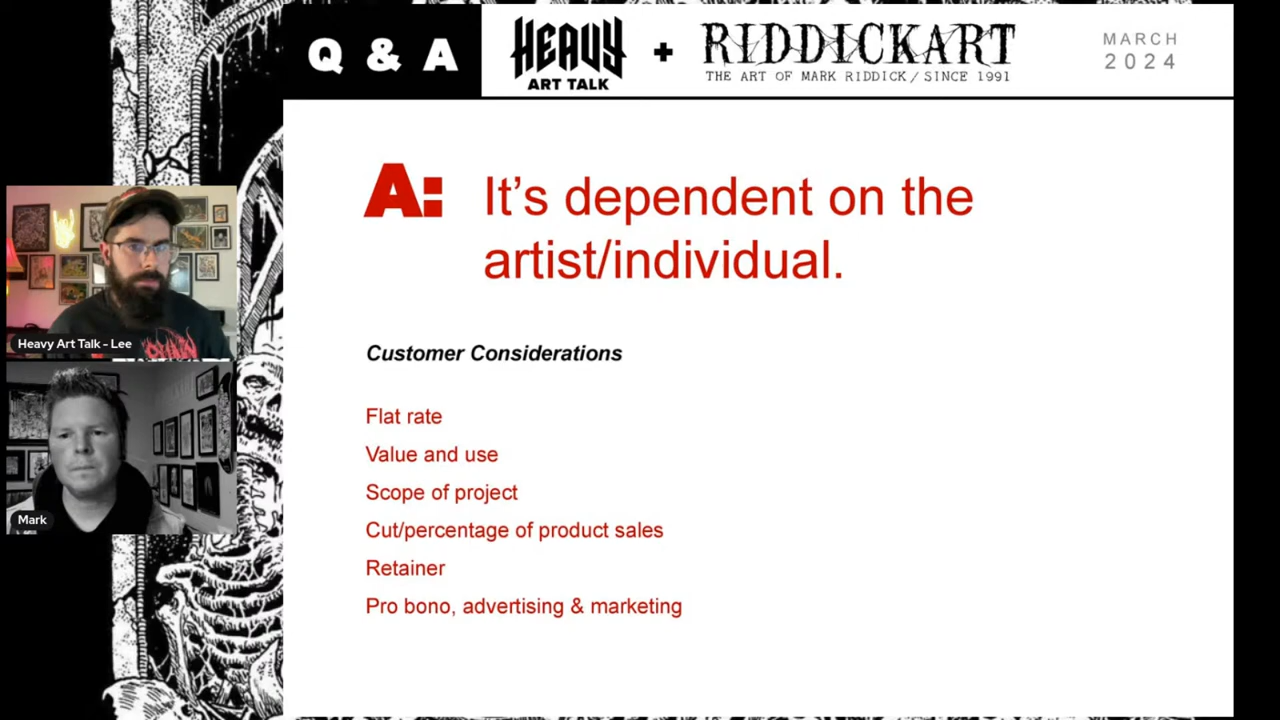 Q & A
HEAVY
ART TALK
+
RIDDICKART
THE ART OF MARK RIDDICK / SINCE 1991
MARCH
2024
A: It's dependent on the
artist/individual.
Heavy Art Talk - Lee
Customer Considerations
Flat rate
Value and use
Scope of project
Mark
Cut/percentage of product sales
Retainer
Pro bono, advertising & marketing